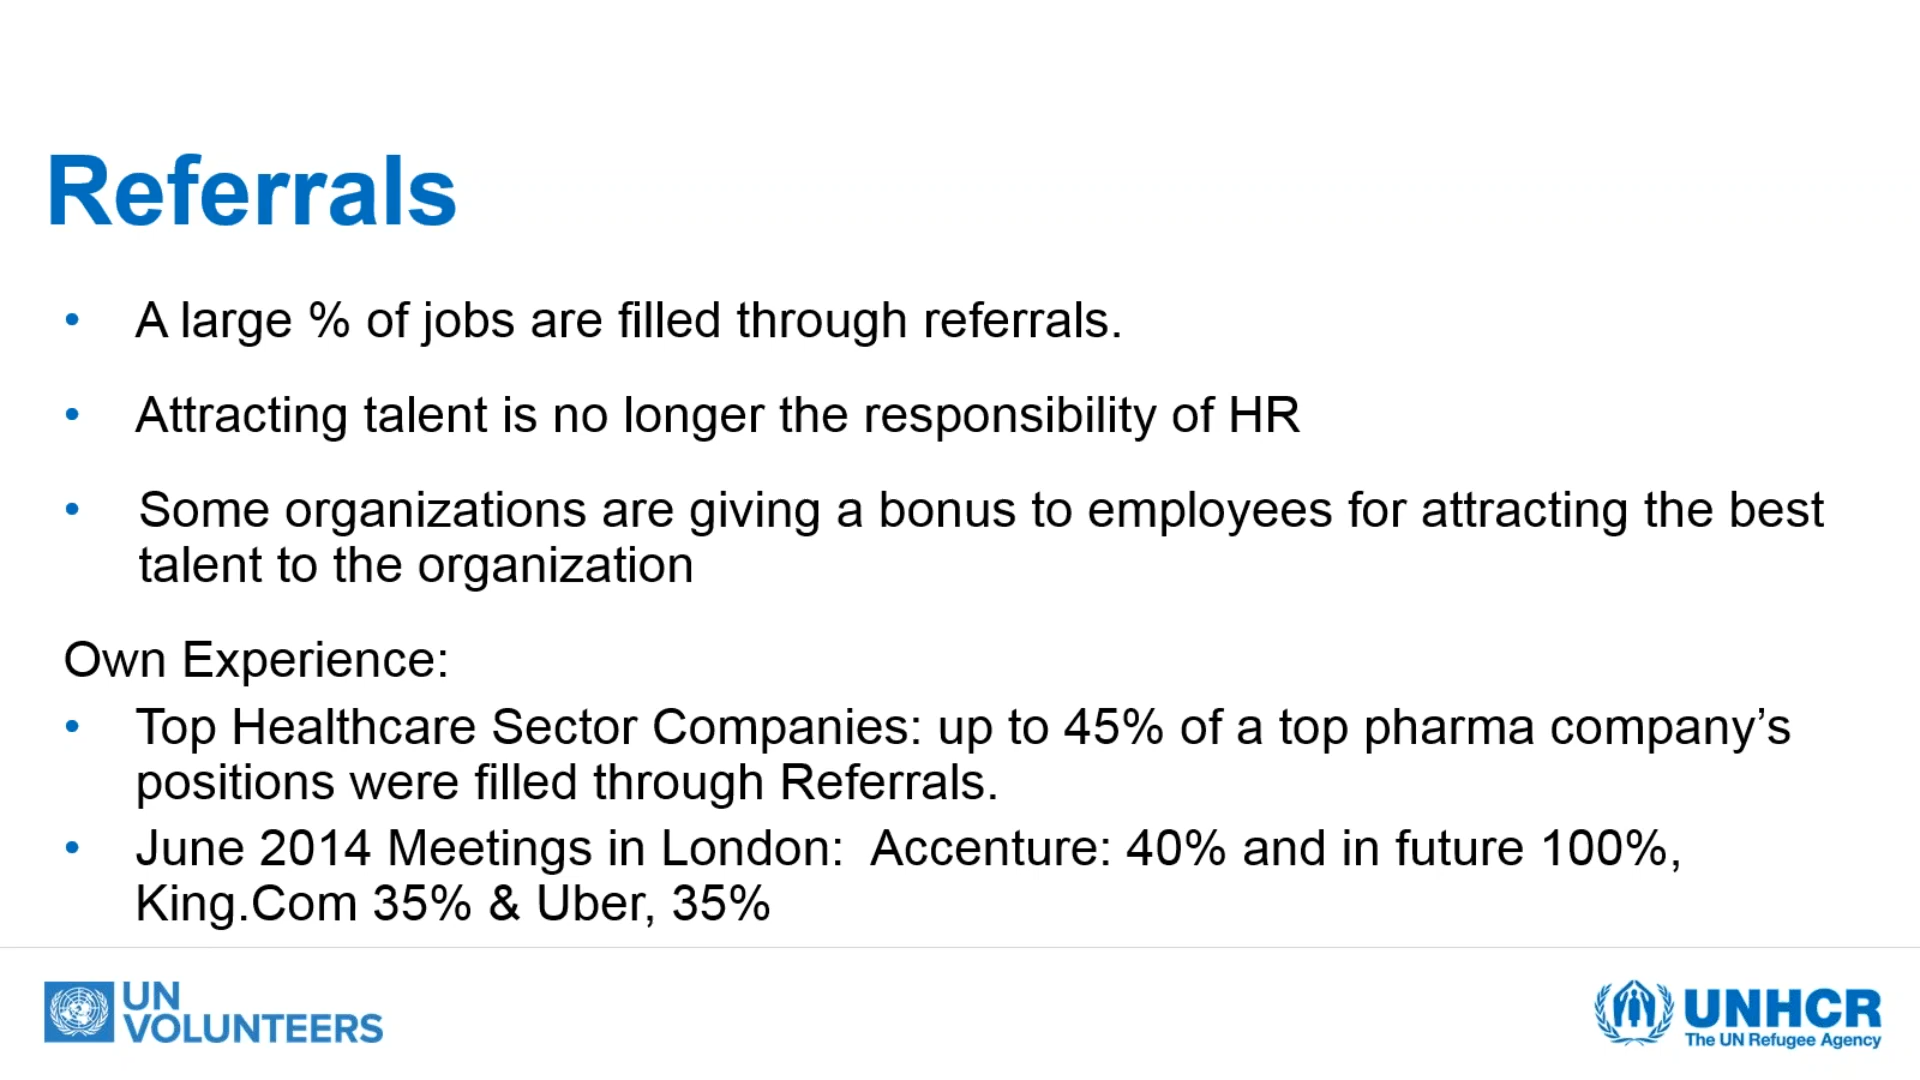 Referrals
• A large % of jobs are filled through referrals.
• Attracting talent is no longer the responsibility of HR
• Some organizations are giving a bonus to employees for attracting the best
talent to the organization
Own Experience:
• Top Healthcare Sector Companies: up to 45% of a top pharma company’s
positions were filled through Referrals.
• June 2014 Meetings in London:  Accenture: 40% and in future 100%,
King.Com 35% & Uber, 35%
UN
VOLUNTEERS
UNHCR
The UN Refugee Agency